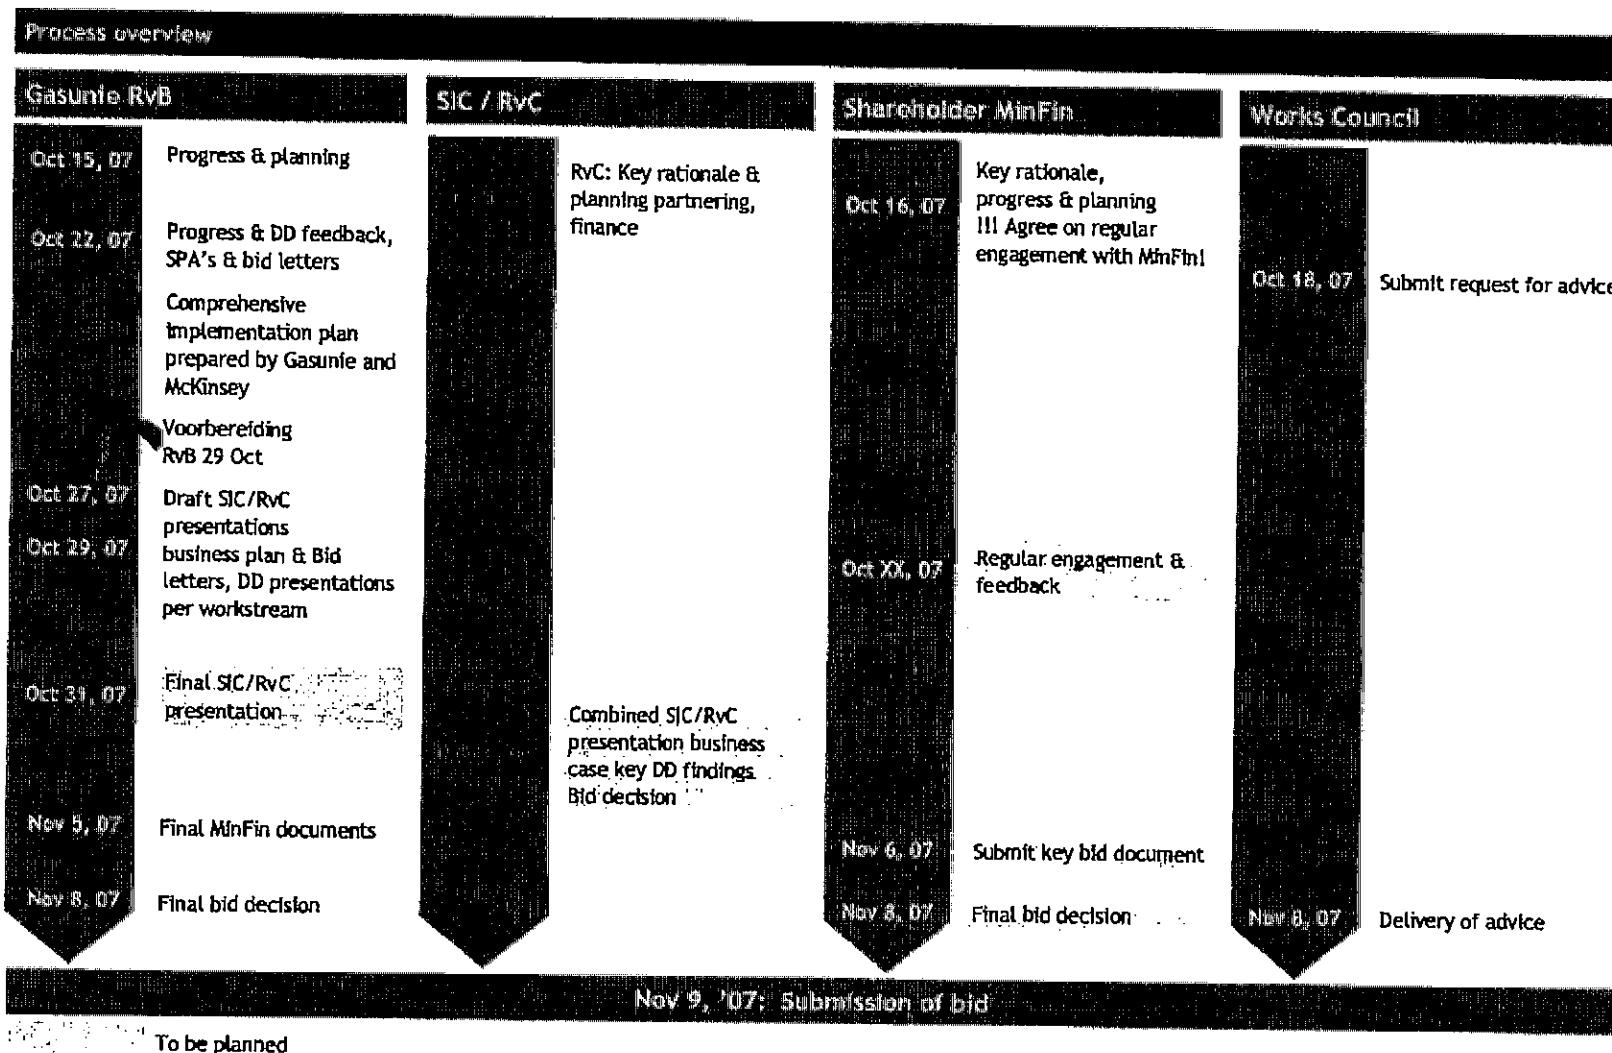 Process overview
Gasunie RvB
Oct 15, 07
Progress & planning
Oct 22, 07
Progress & DD feedback,
SPA's & bid letters
Comprehensive
implementation plan
prepared by Gasunie and
McKinsey
Voorbereiding
RvB 29 Oct
Oct 27, 07
Draft SIC/RvC
presentations
Oct 29, 07
business plan & Bid
letters, DD presentations
per workstream
Oct 31, 07
Final SIC/RvC
presentation
Nov 5, 07
Final MinFin documents
Nov 8, 07
Final bid decision
SIC / RvC
RvC: Key rationale &
planning partnering,
finance
Combined SIC/RvC
presentation business
case key DD findings
Bid decision
Shareholder MinFin
Oct 16, 07
Key rationale,
progress & planning
!!! Agree on regular
engagement with MinFin!
Oct XX, 07
Regular engagement &
feedback
Nov 6, 07
Submit key bid document
Nov 8, 07
Final bid decision
Works Council
Oct 18, 07
Submit request for advice
Nov 8, 07
Delivery of advice
Nov 9, '07: Submission of bid
To be planned